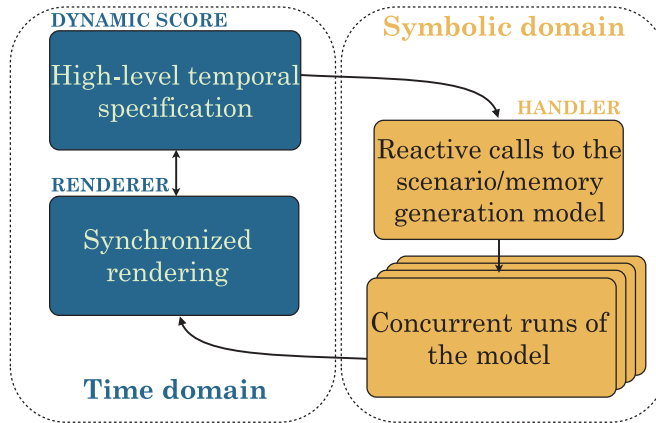 DYNAMIC SCORE
High-level temporal
specification
RENDERER
Synchronized
rendering
Time domain
Symbolic domain
HANDLER
Reactive calls to the
scenario/memory
generation model
Concurrent runs of
the model